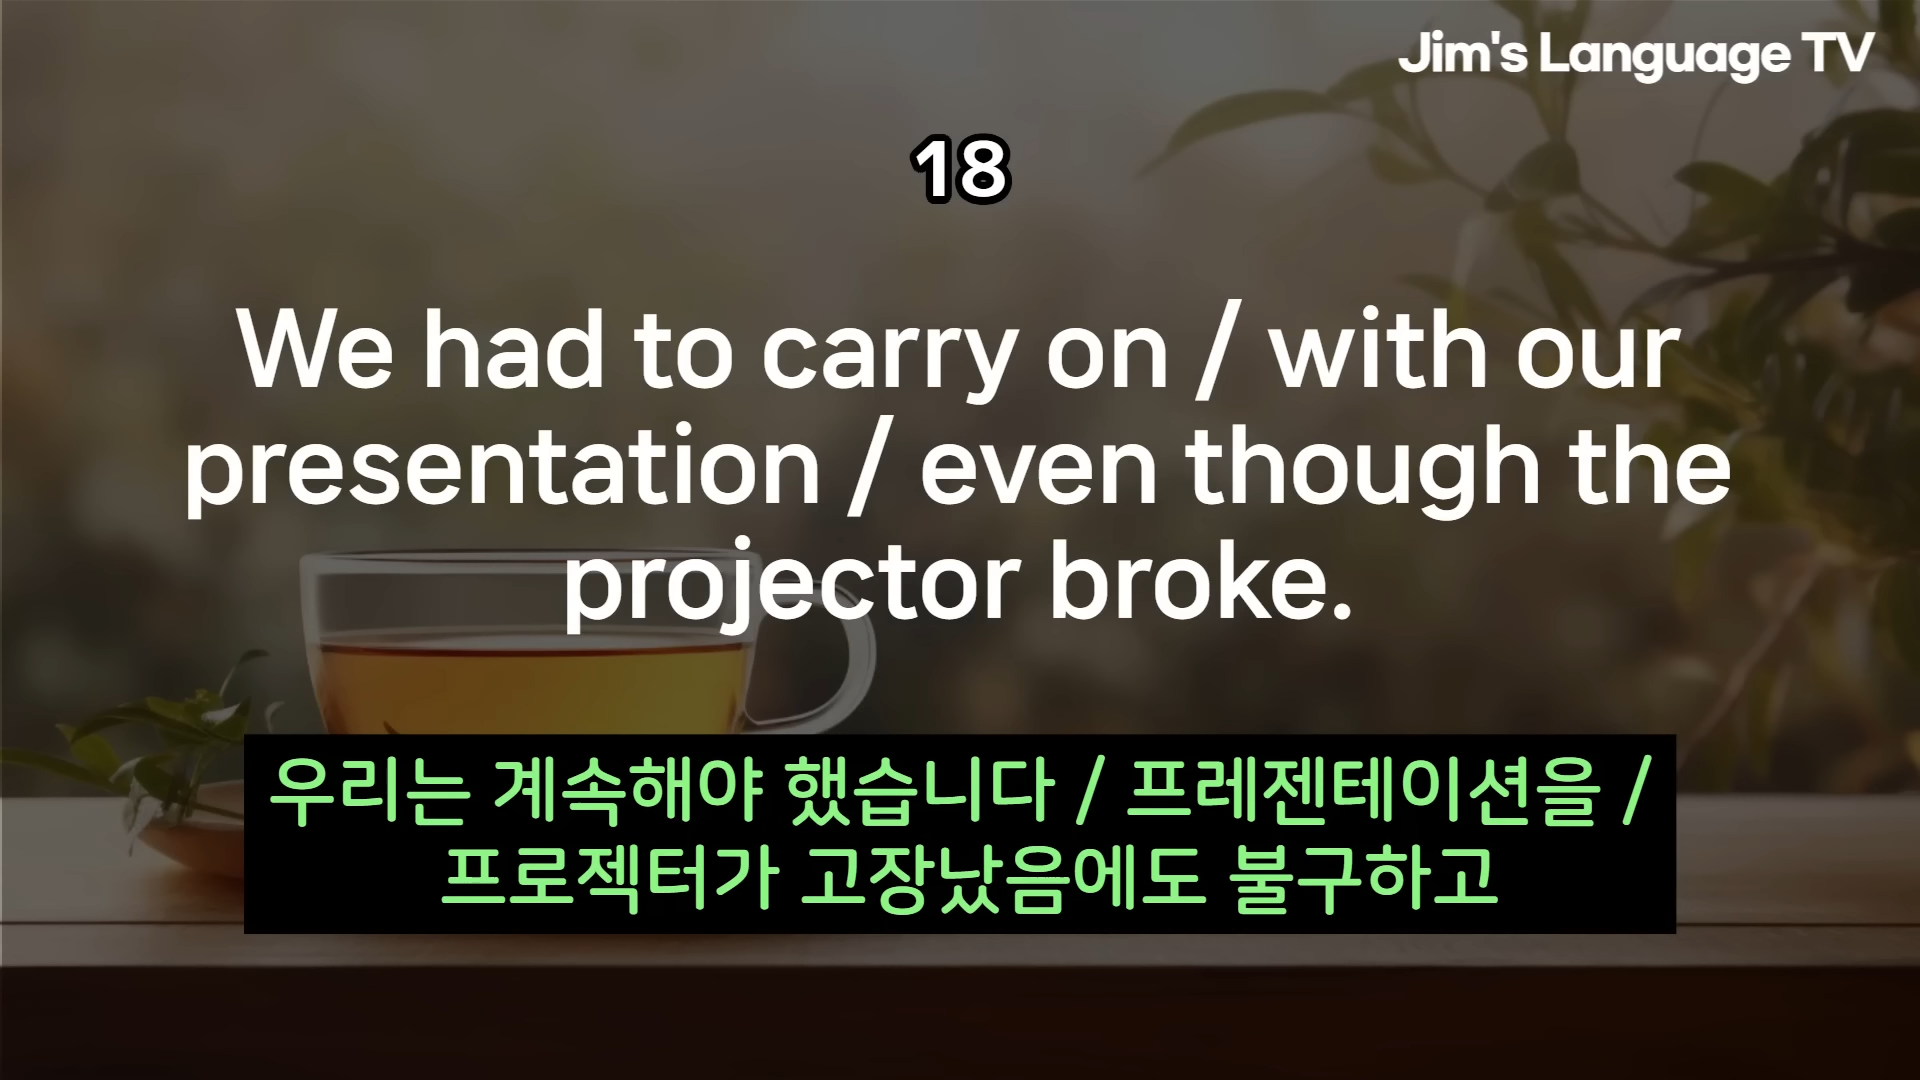 Jim's Language TV
18
We had to carry on / with our
presentation / even though the
projector broke.
우리는 계속해야 했습니다 / 프레젠테이션을 /
프로젝터가 고장났음에도 불구하고